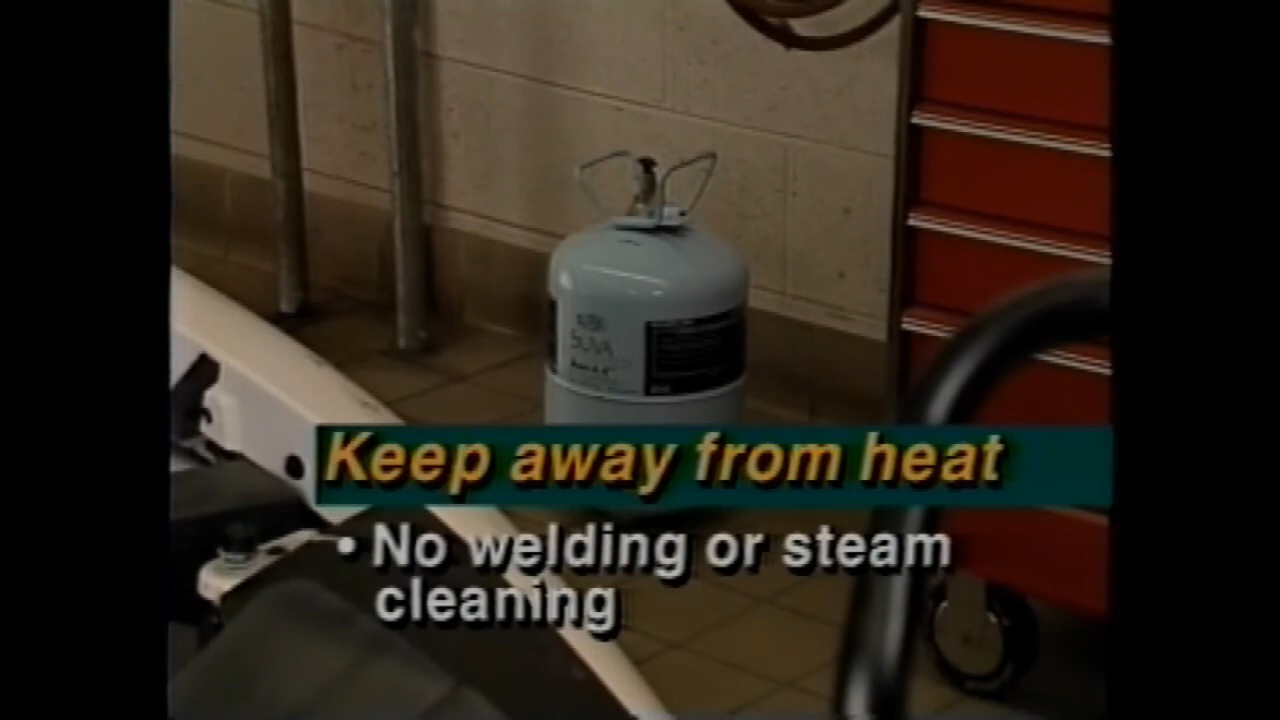 SUVA
Keep away from heat
• No welding or steam
cleaning